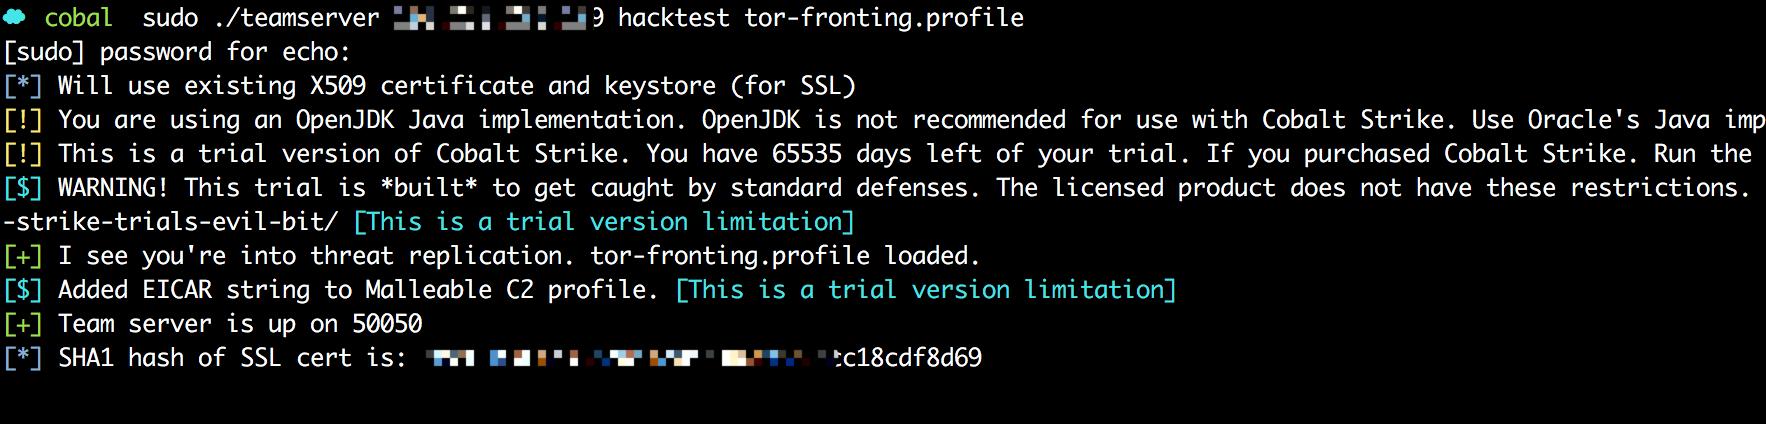 cobal sudo ./teamserver 9 hacktest tor-fronting.profile
[sudo] password for echo:
[*] Will use existing X509 certificate and keystore (for SSL)
[!] You are using an OpenJDK Java implementation. OpenJDK is not recommended for use with Cobalt Strike. Use Oracle's Java imp
[!] This is a trial version of Cobalt Strike. You have 65535 days left of your trial. If you purchased Cobalt Strike. Run the
[$] WARNING! This trial is *built* to get caught by standard defenses. The licensed product does not have these restrictions.
-strike-trials-evil-bit/ [This is a trial version limitation]
[+] I see you're into threat replication. tor-fronting.profile loaded.
[$] Added EICAR string to Malleable C2 profile. [This is a trial version limitation]
[+] Team server is up on 50050
[*] SHA1 hash of SSL cert is: c18cdf8d69